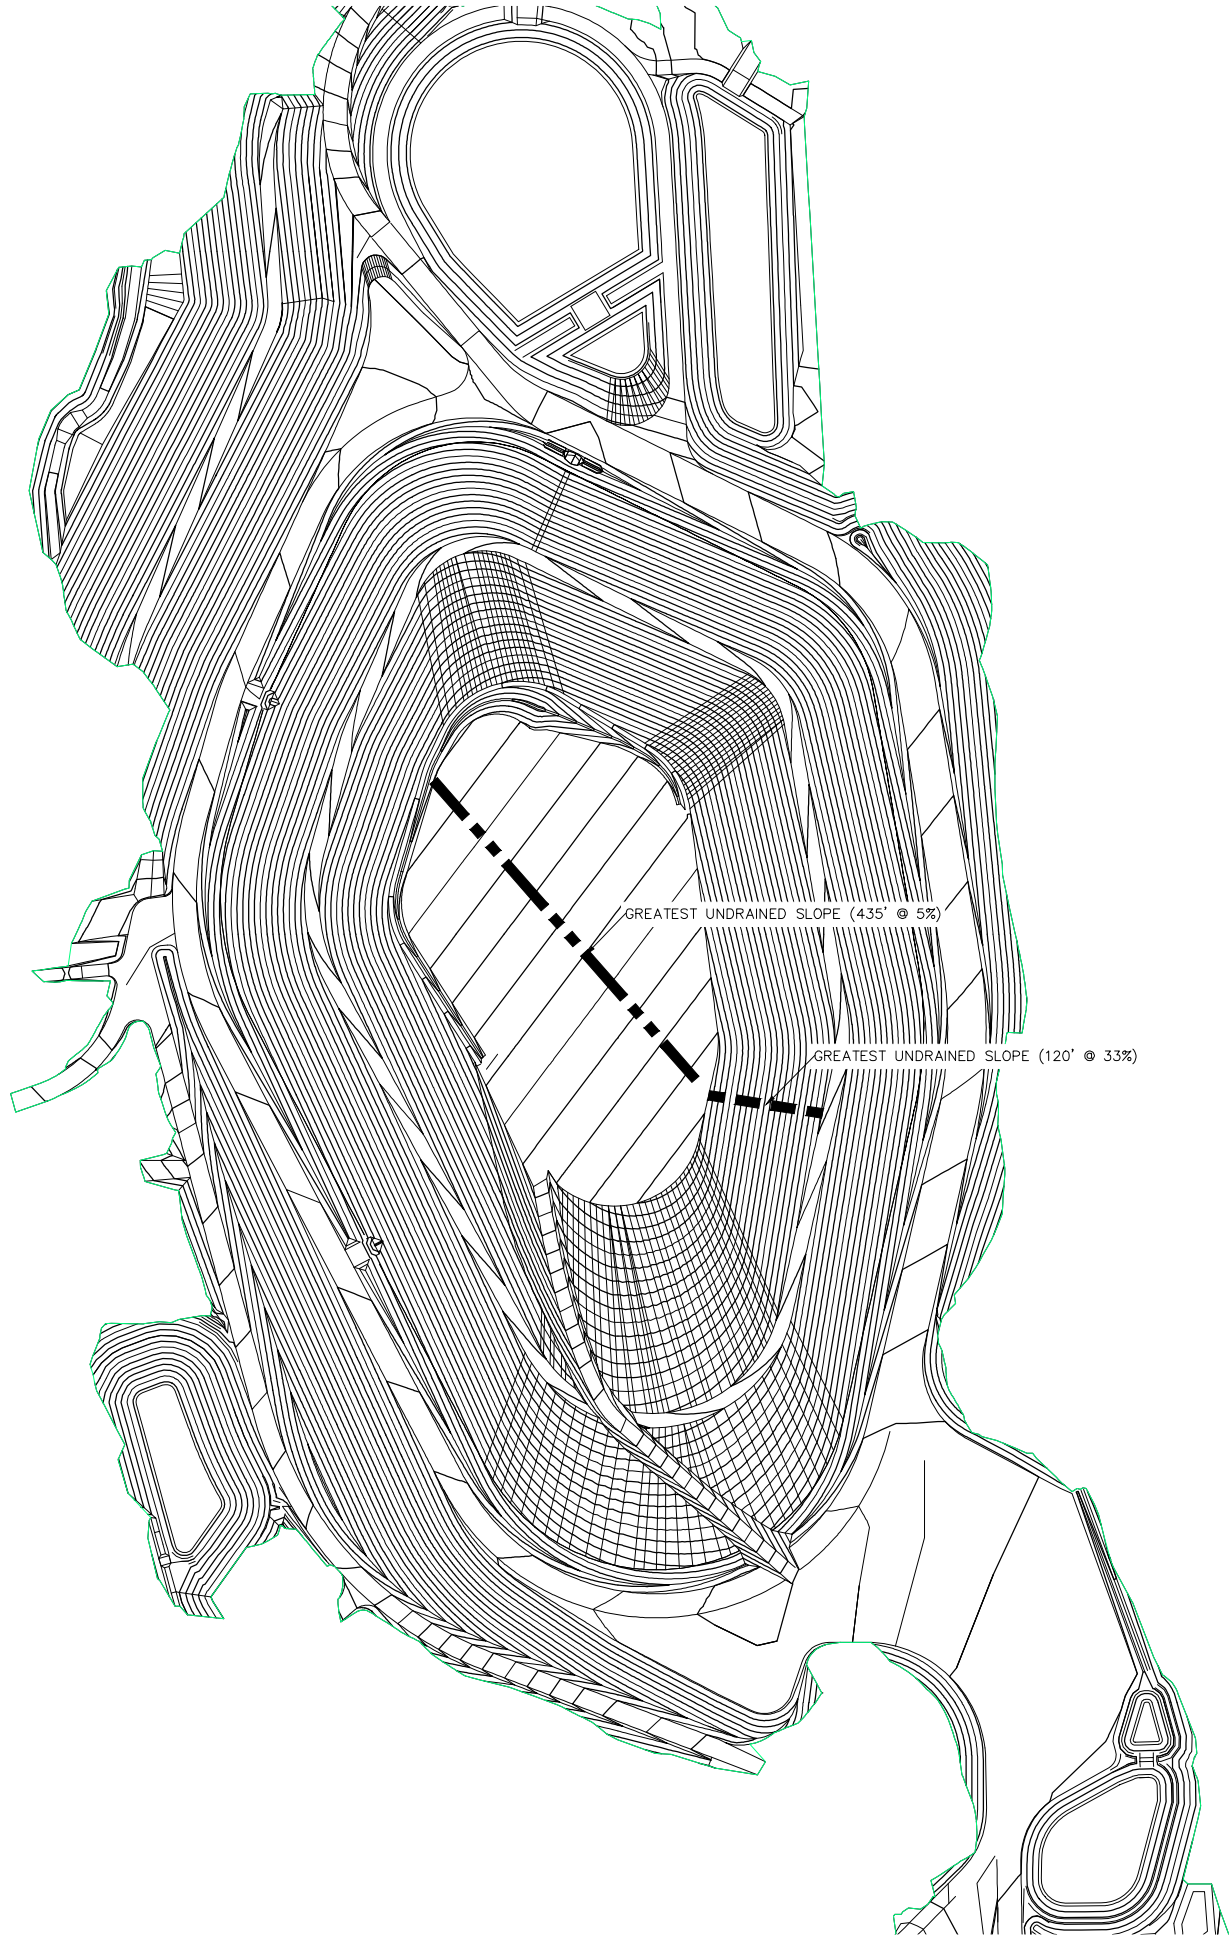 GREATEST UNDRAINED SLOPE (435' @ 5%)
GREATEST UNDRAINED SLOPE (120' @ 33%)